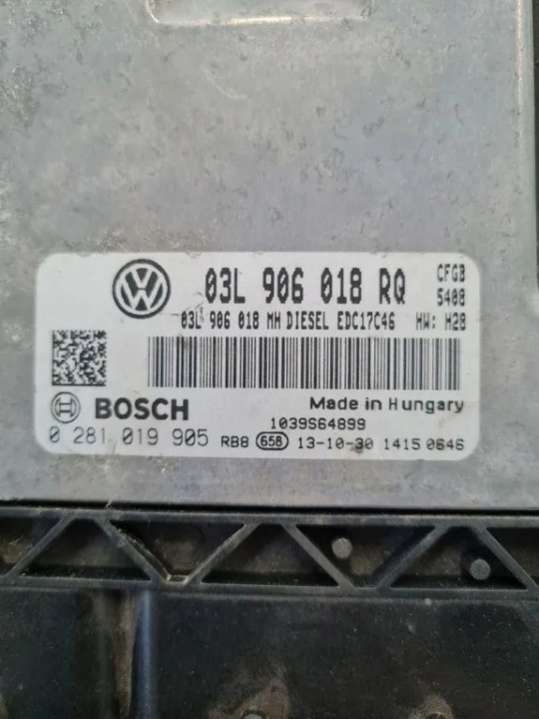 03L 906 018 RQ CFGB
5408
03L 906 018 MH DIESEL EDC17C46 HW: H28
BOSCH Made in Hungary
1039S64899
0 281 019 905 RB8 658 13-10-30 1415 0646